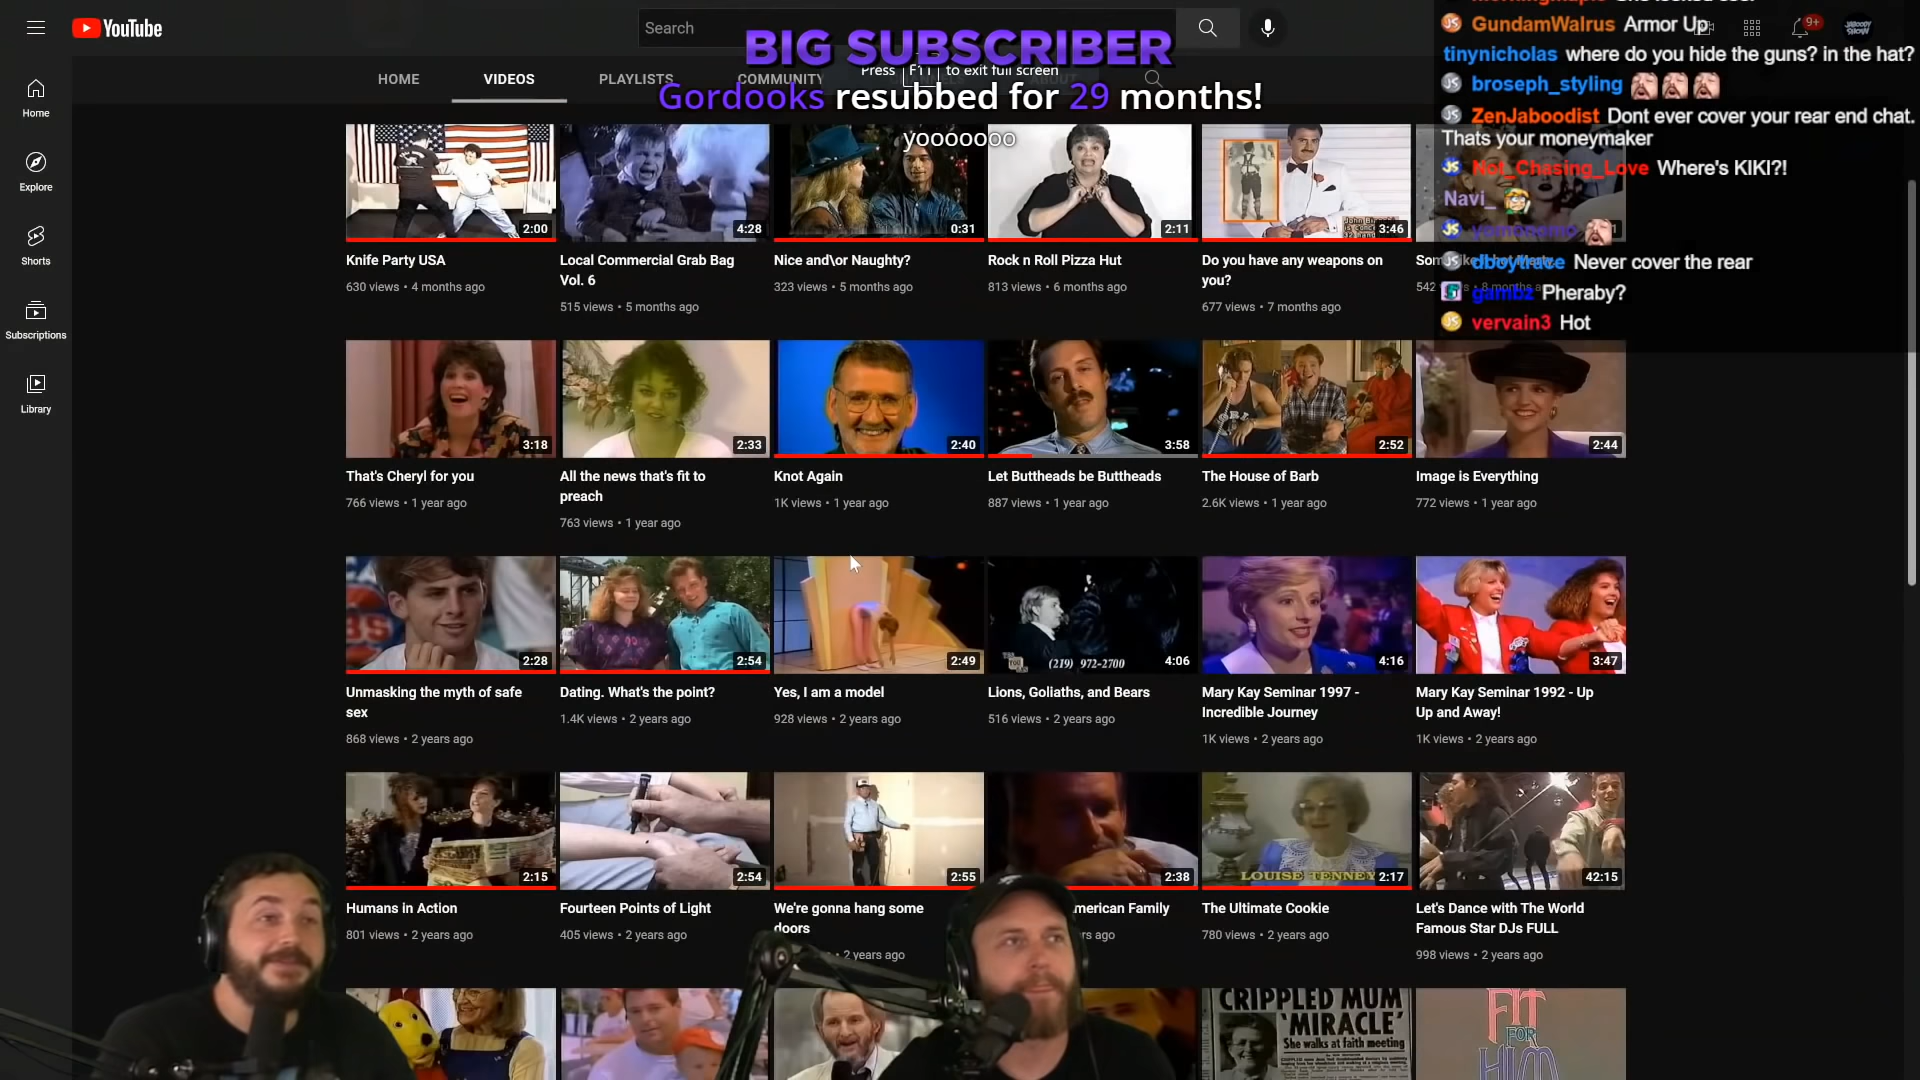 YouTube
Search
BIG SUBSCRIBER
Press F11 to exit full screen
Gordooks resubbed for 29 months!
yooooooo
HOME
VIDEOS
PLAYLISTS
COMMUNITY
9+
Home
Explore
Shorts
Subscriptions
Library
GundamWalrus Armor Up
tinynicholas where do you hide the guns? in the hat?
broseph_styling
ZenJaboodist Dont ever cover your rear end chat.
Thats your moneymaker
Not_Chasing_Love Where's KIKI?!
Navi_
dboytrace Never cover the rear
gambz Pheraby?
vervain3 Hot
2:00
Knife Party USA
630 views • 4 months ago
4:28
Local Commercial Grab Bag
Vol. 6
515 views • 5 months ago
0:31
Nice and\or Naughty?
323 views • 5 months ago
2:11
Rock n Roll Pizza Hut
813 views • 6 months ago
3:46
Do you have any weapons on
you?
677 views • 7 months ago
542
8 months
3:18
That's Cheryl for you
766 views • 1 year ago
2:33
All the news that's fit to
preach
763 views • 1 year ago
2:40
Knot Again
1K views • 1 year ago
3:58
Let Buttheads be Buttheads
887 views • 1 year ago
2:52
The House of Barb
2.6K views • 1 year ago
2:44
Image is Everything
772 views • 1 year ago
2:28
Unmasking the myth of safe
sex
868 views • 2 years ago
2:54
Dating. What's the point?
1.4K views • 2 years ago
2:49
Yes, I am a model
928 views • 2 years ago
(219) 972-2700
4:06
Lions, Goliaths, and Bears
516 views • 2 years ago
4:16
Mary Kay Seminar 1997 -
Incredible Journey
1K views • 2 years ago
3:47
Mary Kay Seminar 1992 - Up
Up and Away!
1K views • 2 years ago
2:15
Humans in Action
801 views • 2 years ago
2:54
Fourteen Points of Light
405 views • 2 years ago
2:55
We're gonna hang some
doors
• 2 years ago
2:38
merican Family
rs ago
LOUISE TENNEY
2:17
The Ultimate Cookie
780 views • 2 years ago
42:15
Let's Dance with The World
Famous Star DJs FULL
998 views • 2 years ago
CRIPPLED MUM
'MIRACLE'
She walks at faith meeting
FIT
FOR
HIM